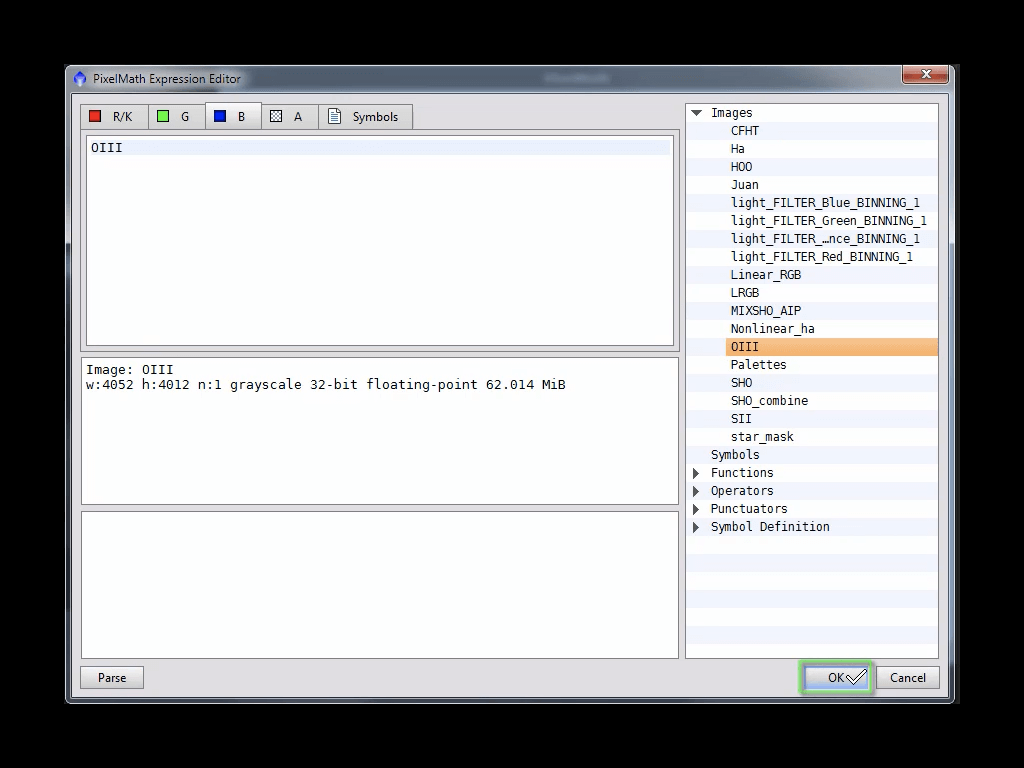 PixelMath Expression Editor
R/K
G
B
A
Symbols
OIII
Image: OIII
w:4052 h:4012 n:1 grayscale 32-bit floating-point 62.014 MiB
Images
CFHT
Ha
HOO
Juan
light_FILTER_Blue_BINNING_1
light_FILTER_Green_BINNING_1
light_FILTER_…nce_BINNING_1
light_FILTER_Red_BINNING_1
Linear_RGB
LRGB
MIXSHO_AIP
Nonlinear_ha
OIII
Palettes
SHO
SHO_combine
SII
star_mask
Symbols
Functions
Operators
Punctuators
Symbol Definition
Parse
OK
Cancel